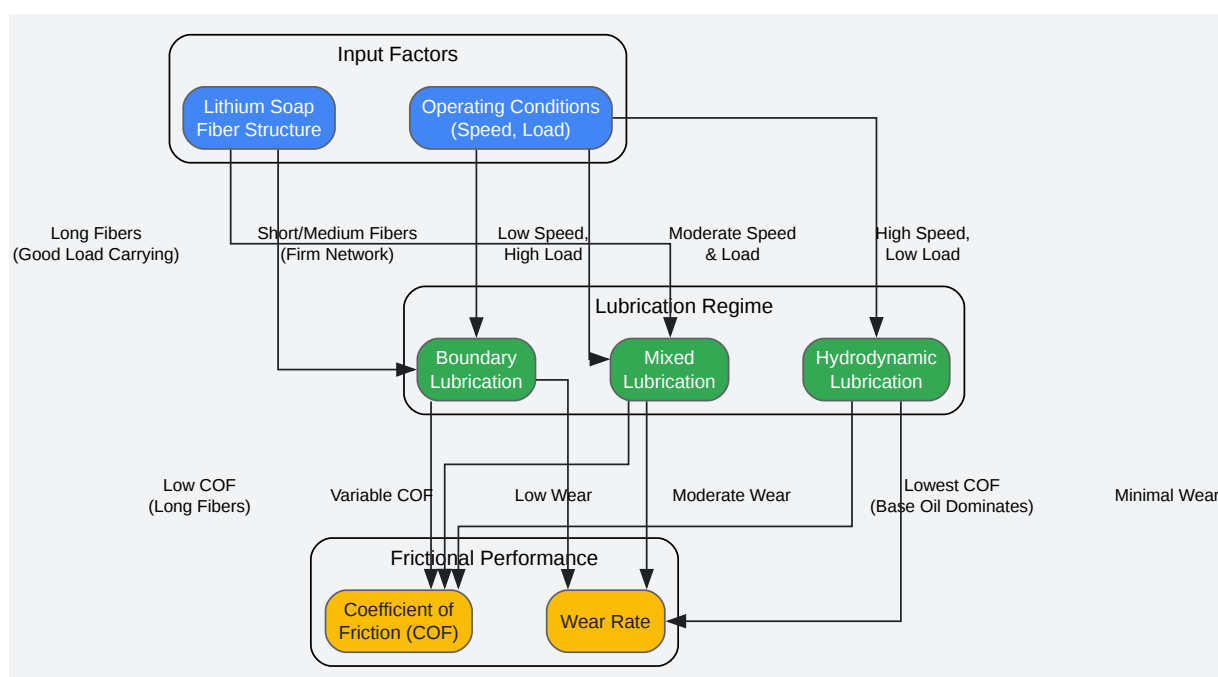 Input Factors
Lithium Soap
Fiber Structure
Operating Conditions
(Speed, Load)
Long Fibers
(Good Load Carrying)
Short/Medium Fibers
(Firm Network)
Low Speed,
High Load
Moderate Speed
& Load
High Speed,
Low Load
Lubrication Regime
Boundary
Lubrication
Mixed
Lubrication
Hydrodynamic
Lubrication
Low COF
(Long Fibers)
Variable COF
Low Wear
Moderate Wear
Lowest COF
(Base Oil Dominates)
Minimal Wear
Frictional Performance
Coefficient of
Friction (COF)
Wear Rate